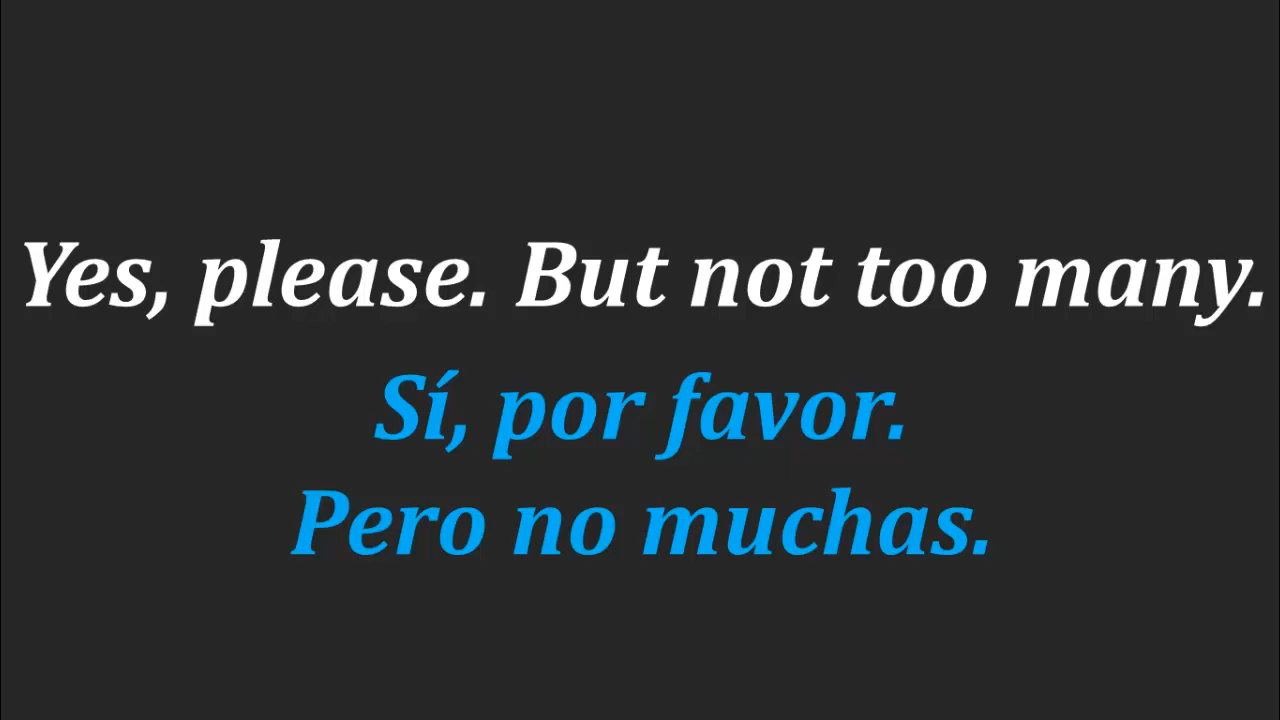 Yes, please. But not too many.
Sí, por favor.
Pero no muchas.